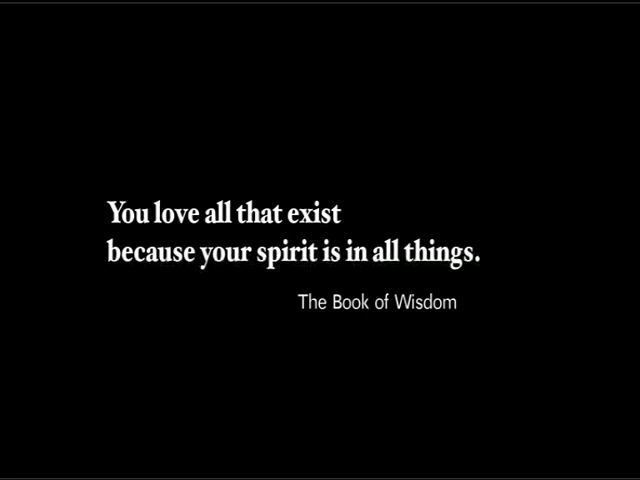 You love all that exist
because your spirit is in all things.
The Book of Wisdom